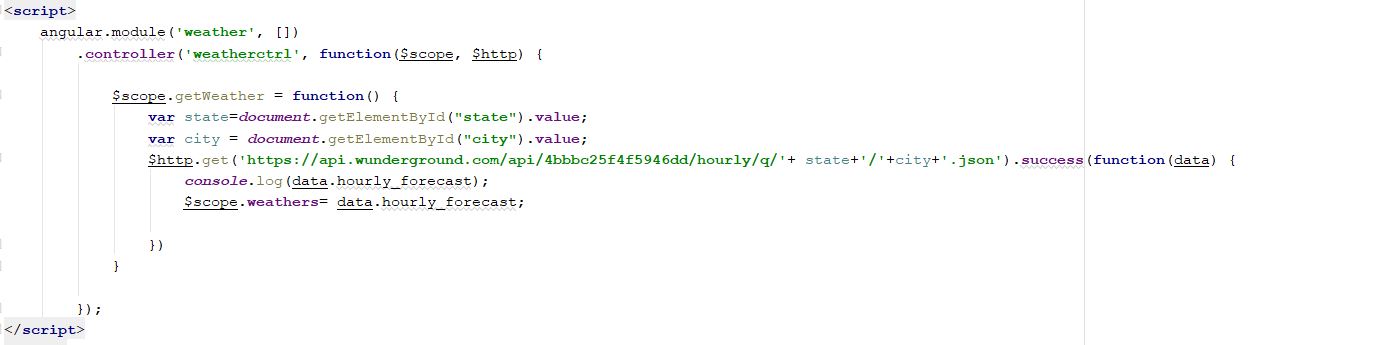 <script>
angular.module('weather', [])
.controller('weatherctrl', function($scope, $http) {
$scope.getWeather = function() {
var state=document.getElementById("state").value;
var city = document.getElementById("city").value;
$http.get('https://api.wunderground.com/api/4bbbc25f4f5946dd/hourly/q/'+ state+'/'+city+'.json').success(function(data) {
console.log(data.hourly_forecast);
$scope.weathers= data.hourly_forecast;
})
}
});
</script>